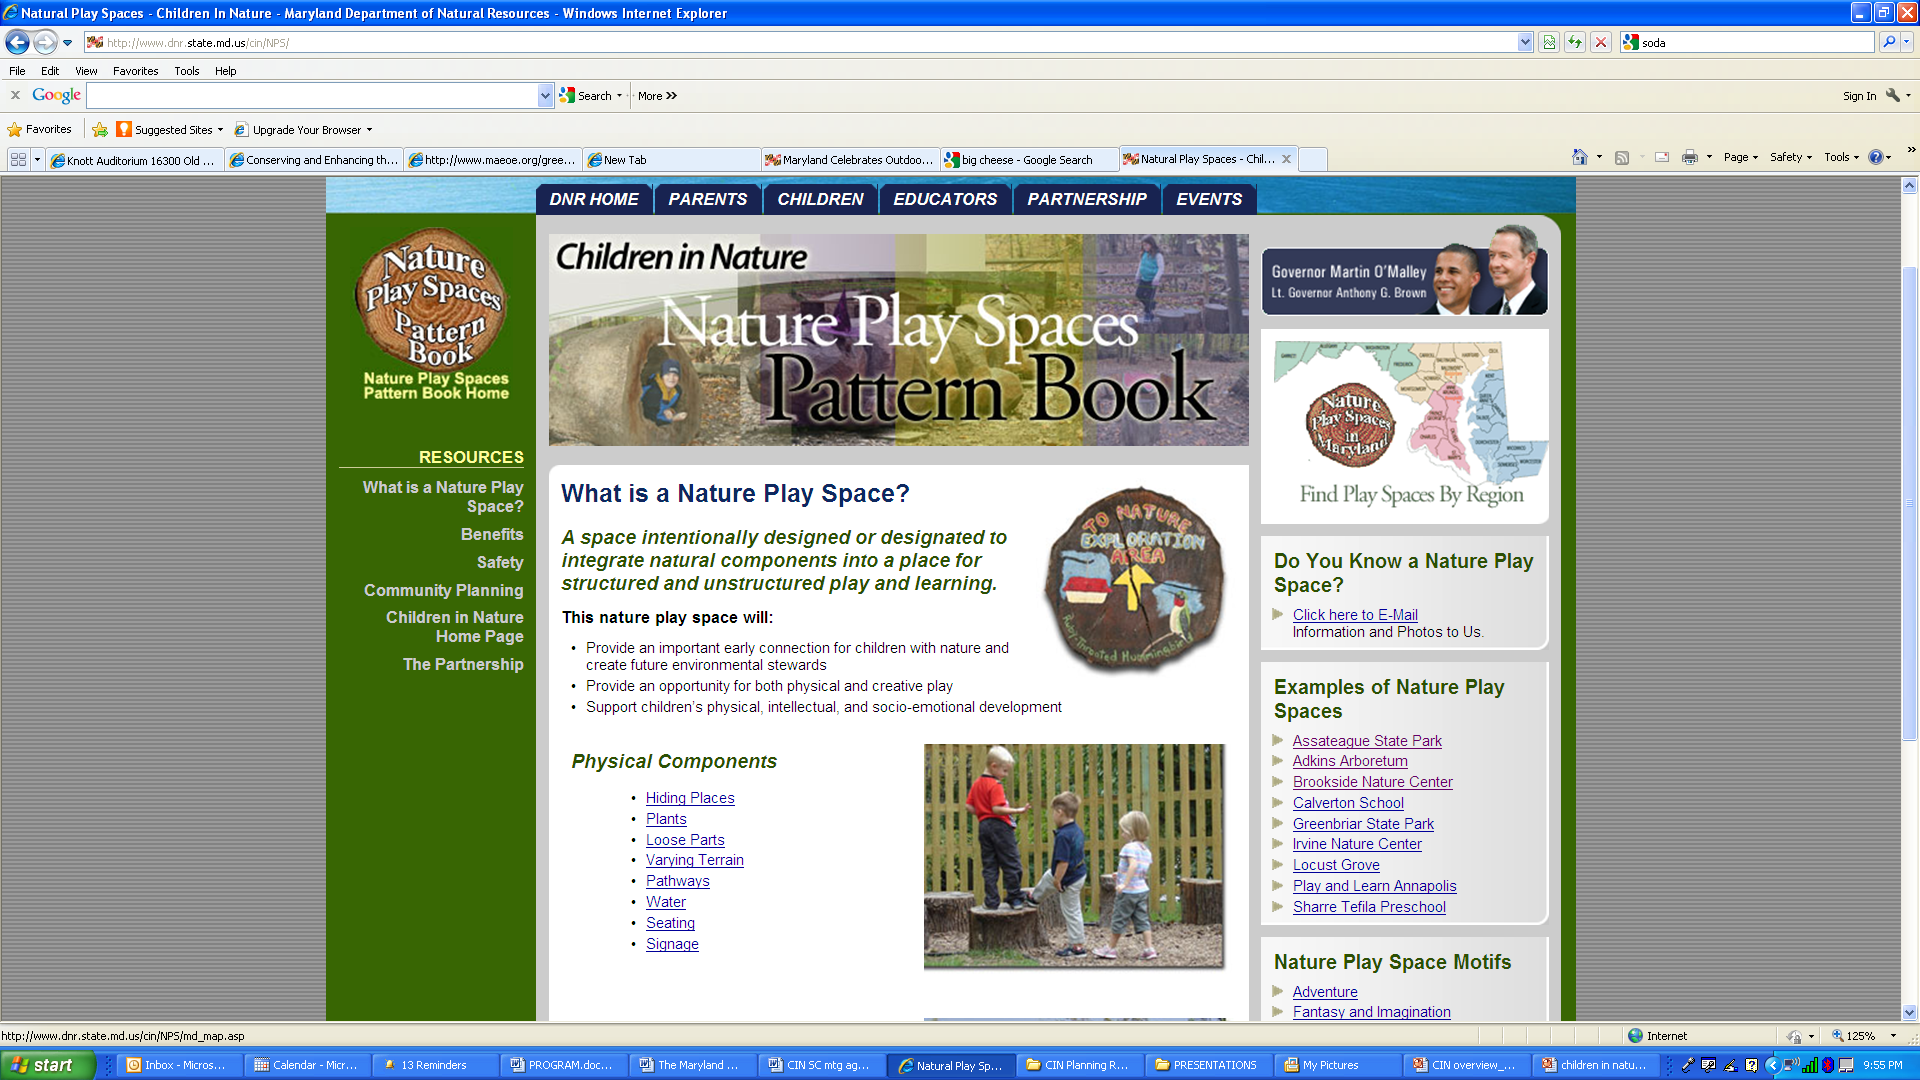 Natural Play Spaces - Children In Nature - Maryland Department of Natural Resources - Windows Internet Explorer
http://www.dnr.state.md.us/cin/NPS/
soda
File Edit View Favorites Tools Help
x Google Search More »
Sign In
Favorites Suggested Sites Upgrade Your Browser
Knott Auditorium 16300 Old ...
Conserving and Enhancing th...
http://www.maeoe.org/gree...
New Tab
Maryland Celebrates Outdoo...
big cheese - Google Search
Natural Play Spaces - Chil...
Page Safety Tools
DNR HOME PARENTS CHILDREN EDUCATORS PARTNERSHIP EVENTS
Nature
Play Spaces
Pattern
Book
Nature Play Spaces
Pattern Book Home
RESOURCES
What is a Nature Play
Space?
Benefits
Safety
Community Planning
Children in Nature
Home Page
The Partnership
Children in Nature
Nature Play Spaces
Pattern Book
What is a Nature Play Space?
A space intentionally designed or designated to
integrate natural components into a place for
structured and unstructured play and learning.
TO NATURE
EXPLORATION
AREA
Ruby Throated Hummingbird
This nature play space will:
• Provide an important early connection for children with nature and
create future environmental stewards
• Provide an opportunity for both physical and creative play
• Support children's physical, intellectual, and socio-emotional development
Physical Components
• Hiding Places
• Plants
• Loose Parts
• Varying Terrain
• Pathways
• Water
• Seating
• Signage
Governor Martin O'Malley
Lt. Governor Anthony G. Brown
Nature
Play Spaces
in
Maryland
Find Play Spaces By Region
Do You Know a Nature Play
Space?
Click here to E-Mail
Information and Photos to Us.
Examples of Nature Play
Spaces
Assateague State Park
Adkins Arboretum
Brookside Nature Center
Calverton School
Greenbriar State Park
Irvine Nature Center
Locust Grove
Play and Learn Annapolis
Sharre Tefila Preschool
Nature Play Space Motifs
Adventure
Fantasy and Imagination
http://www.dnr.state.md.us/cin/NPS/md_map.asp
Internet
125%
start
Inbox - Micros...
Calendar - Micr...
13 Reminders
PROGRAM.doc...
The Maryland ...
CIN SC mtg ag...
Natural Play Sp...
CIN Planning R...
PRESENTATIONS
My Pictures
CIN overview_...
children in natu...
9:55 PM